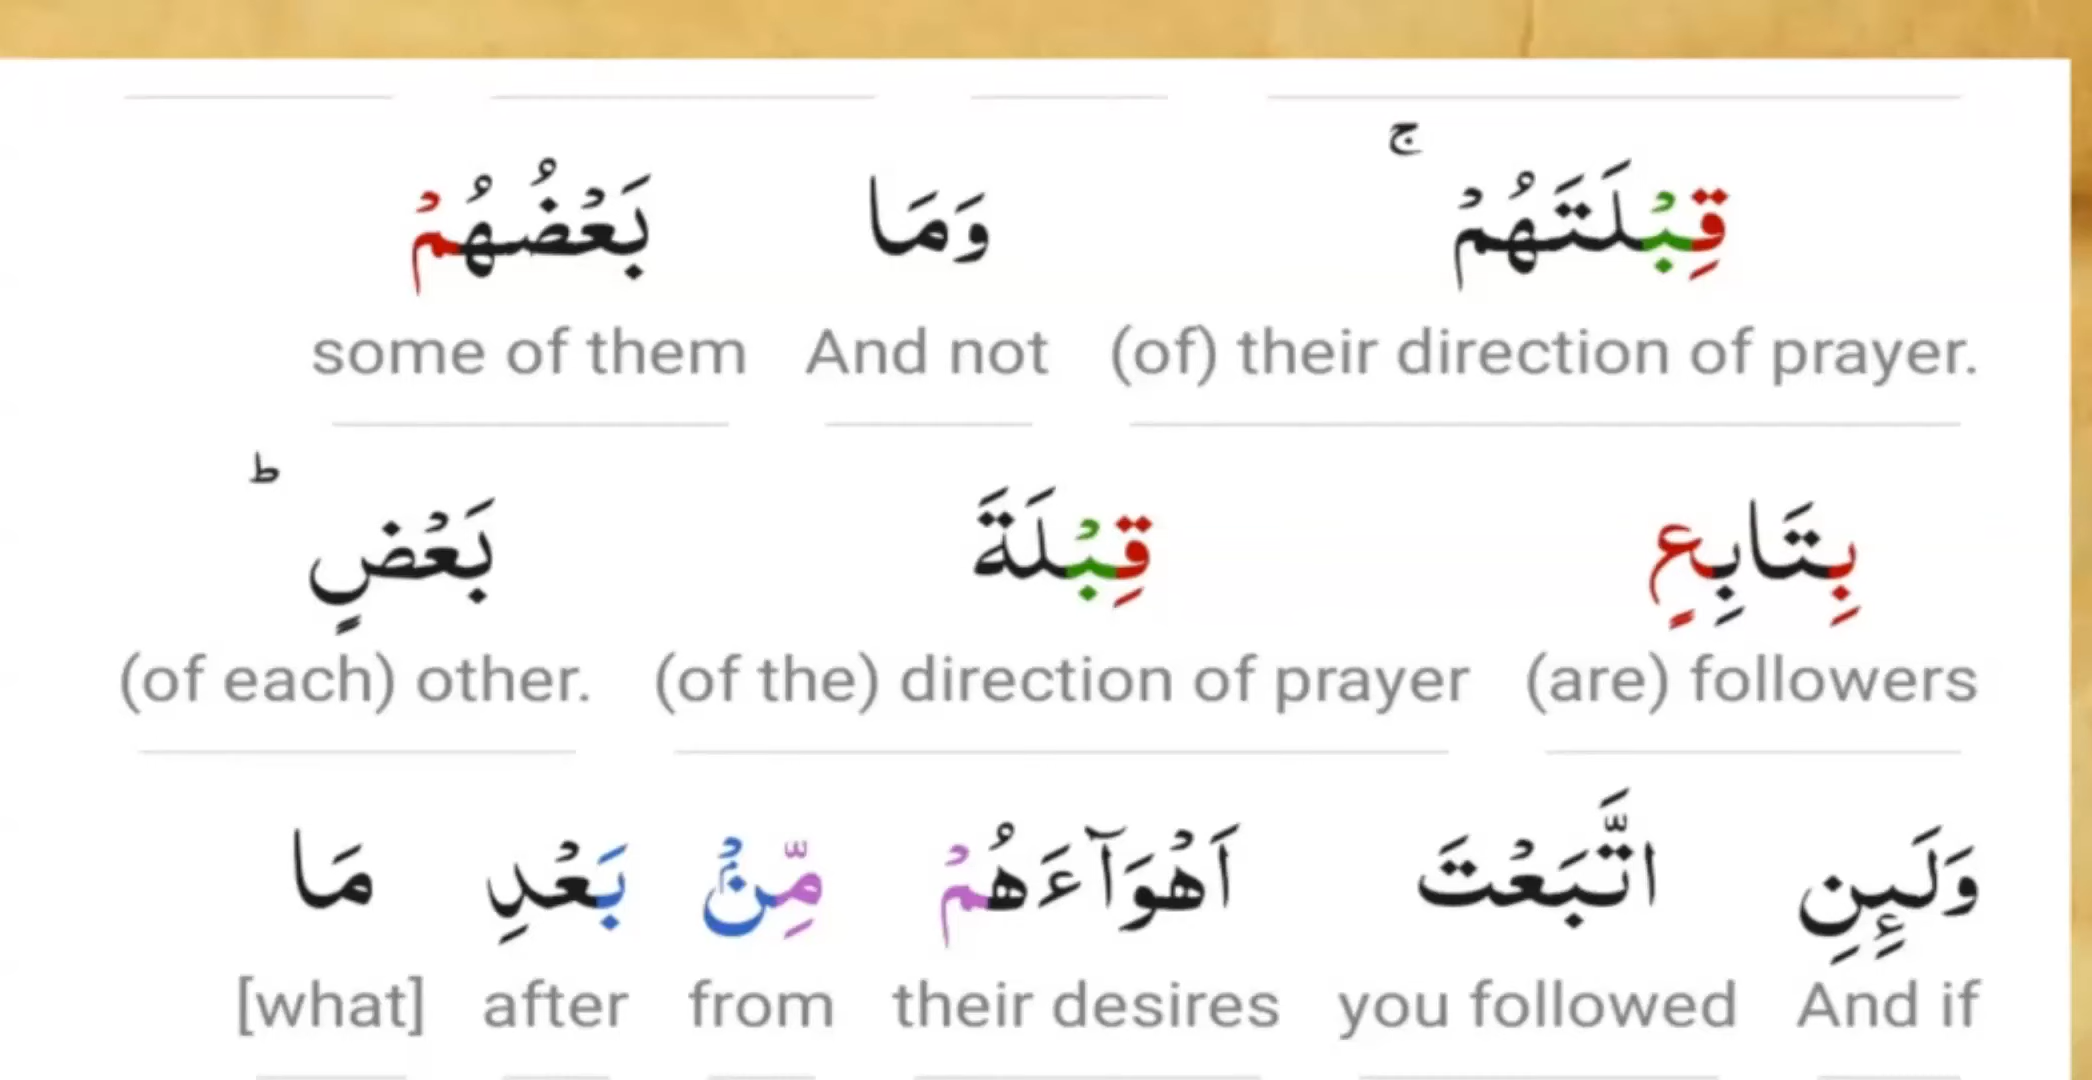 قِبْلَتَهُمْ ۚ وَمَا بَعْضُهُمْ
(of) their direction of prayer. And not some of them
بِتَابِعٍ قِبْلَةَ بَعْضٍ ؕ
(are) followers (of the) direction of prayer (of each) other.
وَلَىِٕنِ اتَّبَعْتَ اَهْوَآءَهُمْ مِّنْۢ بَعْدِ مَا
And if you followed their desires from after [what]